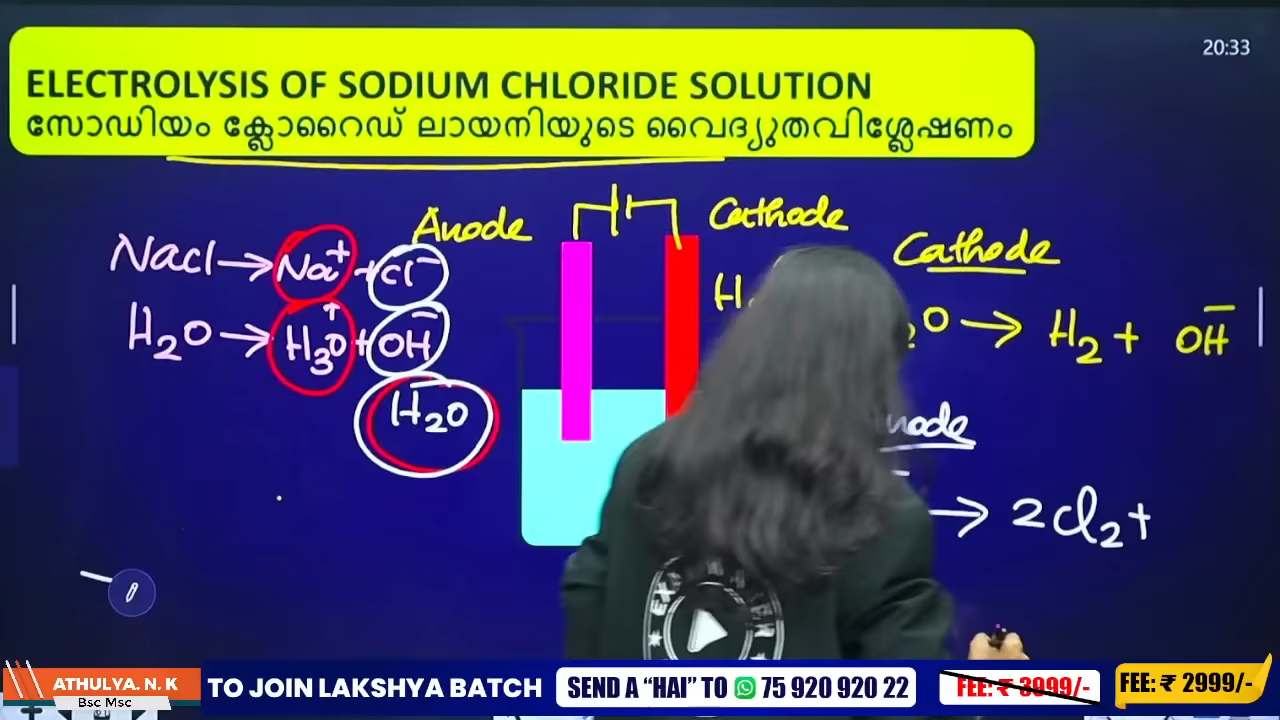 20:33
ELECTROLYSIS OF SODIUM CHLORIDE SOLUTION
സോഡിയം ക്ലോറൈഡ് ലായനിയുടെ വൈദ്യുതവിശ്ലേഷണം
Anode
Cathode
Cathode
NaCl → Na⁺ + Cl⁻
H₂O → H₃O⁺ + OH⁻
H₂O
→ H₂ + OH⁻
→ 2Cl₂ +
ATHULYA. N. K
Bsc Msc
TO JOIN LAKSHYA BATCH
SEND A “HAI” TO 75 920 920 22
FEE: ₹ 3999/-
FEE: ₹ 2999/-